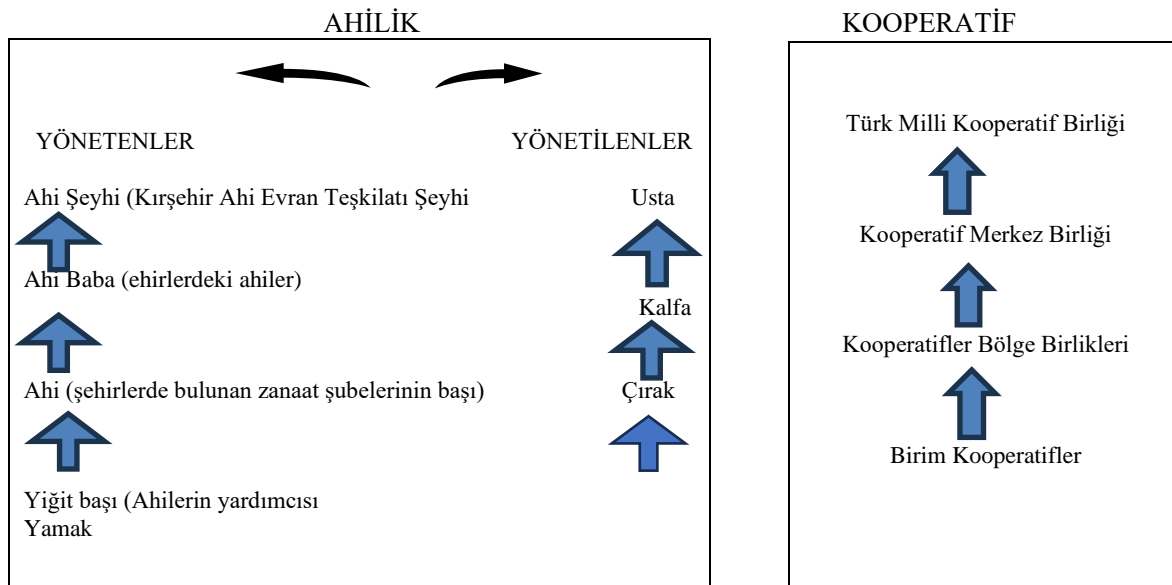 AHİLİK
YÖNETENLER
YÖNETİLENLER
Ahi Şeyhi (Kırşehir Ahi Evran Teşkilatı Şeyhi
Usta
Ahi Baba (ehirlerdeki ahiler)
Kalfa
Ahi (şehirlerde bulunan zanaat şubelerinin başı)
Çırak
Yiğit başı (Ahilerin yardımcısı
Yamak
KOOPERATİF
Türk Milli Kooperatif Birliği
Kooperatif Merkez Birliği
Kooperatifler Bölge Birlikleri
Birim Kooperatifler